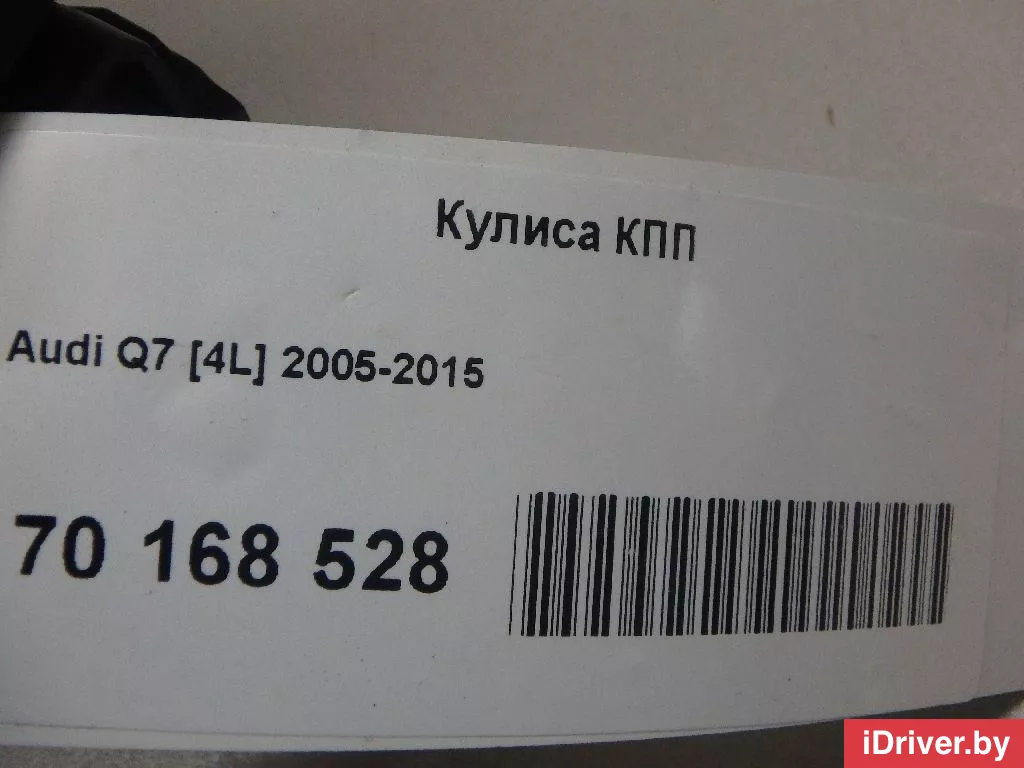 Кулиса КПП
Audi Q7 [4L] 2005-2015
70 168 528
iDriver.by